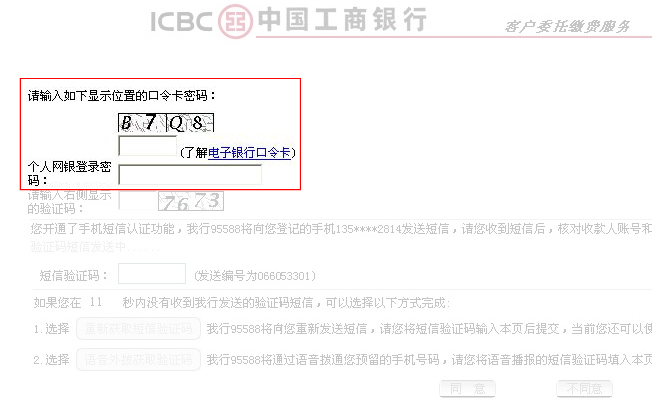 ICBC 中国工商银行
客户委托缴费服务
请输入如下显示位置的口令卡密码：
B 7 Q 8
(了解电子银行口令卡)
个人网银登录密
码：
请输入右侧显示
的验证码：
7673
您开通了手机短信认证功能，我行95588将向您登记的手机135****2814发送短信，请您收到短信后，核对收款人账号和
验证码短信发送中......
短信验证码：
(发送编号为066053301)
如果您在 11 秒内没有收到我行发送的验证码短信，可以选择以下方式完成:
1.选择 重新获取短信验证码 我行95588将向您重新发送短信，请您将短信验证码输入本页后提交，当前您还可以使
2.选择 语音外拨获取验证码 我行95588将通过语音拨通您预留的手机号码，请您将语音播报的短信验证码填入本页
同 意
不同意